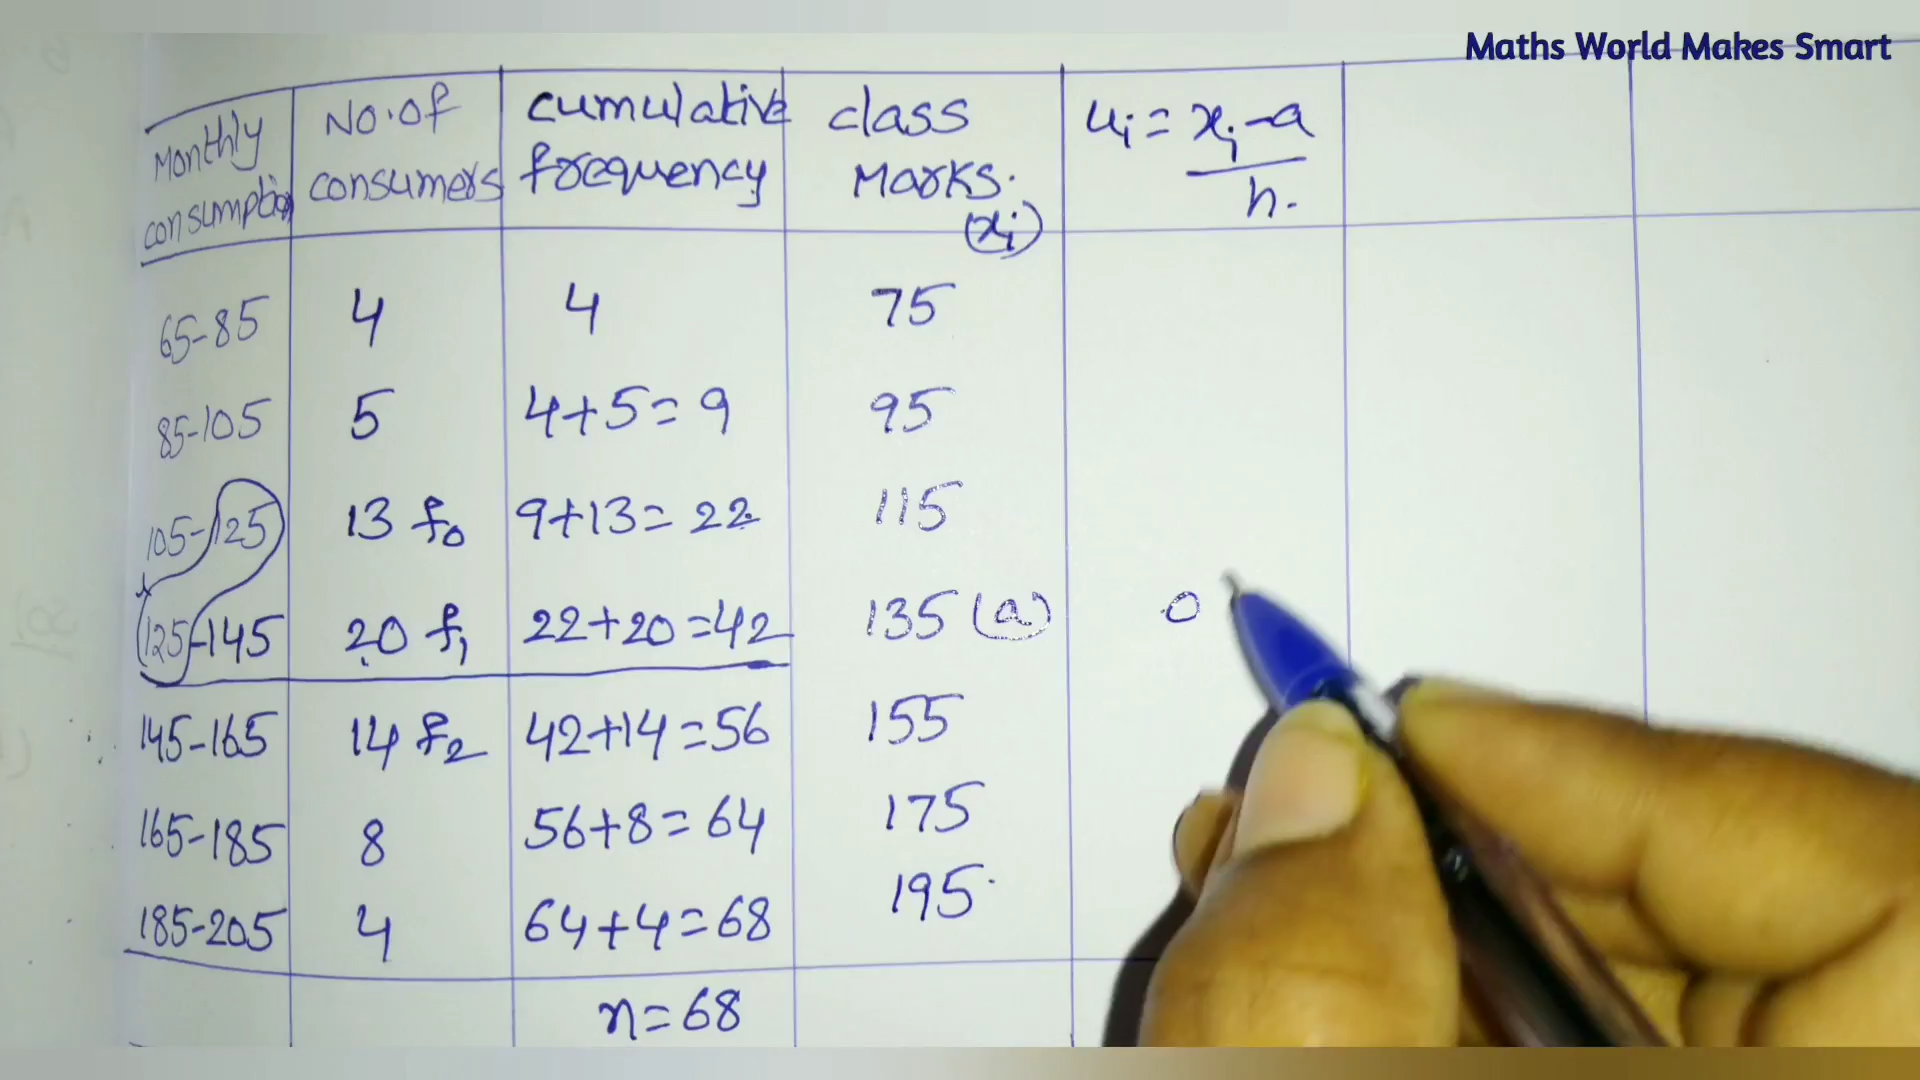 Maths World Makes Smart
Monthly consumption No. of consumers cumulative frequency class Marks. (xi) ui = xi - a / h.
65-85 4 4 75
85-105 5 4+5=9 95
105-125 13 f0 9+13=22 115
125-145 20 f1 22+20=42 135 (a) 0
145-165 14 f2 42+14=56 155
165-185 8 56+8=64 175
185-205 4 64+4=68 195
n=68